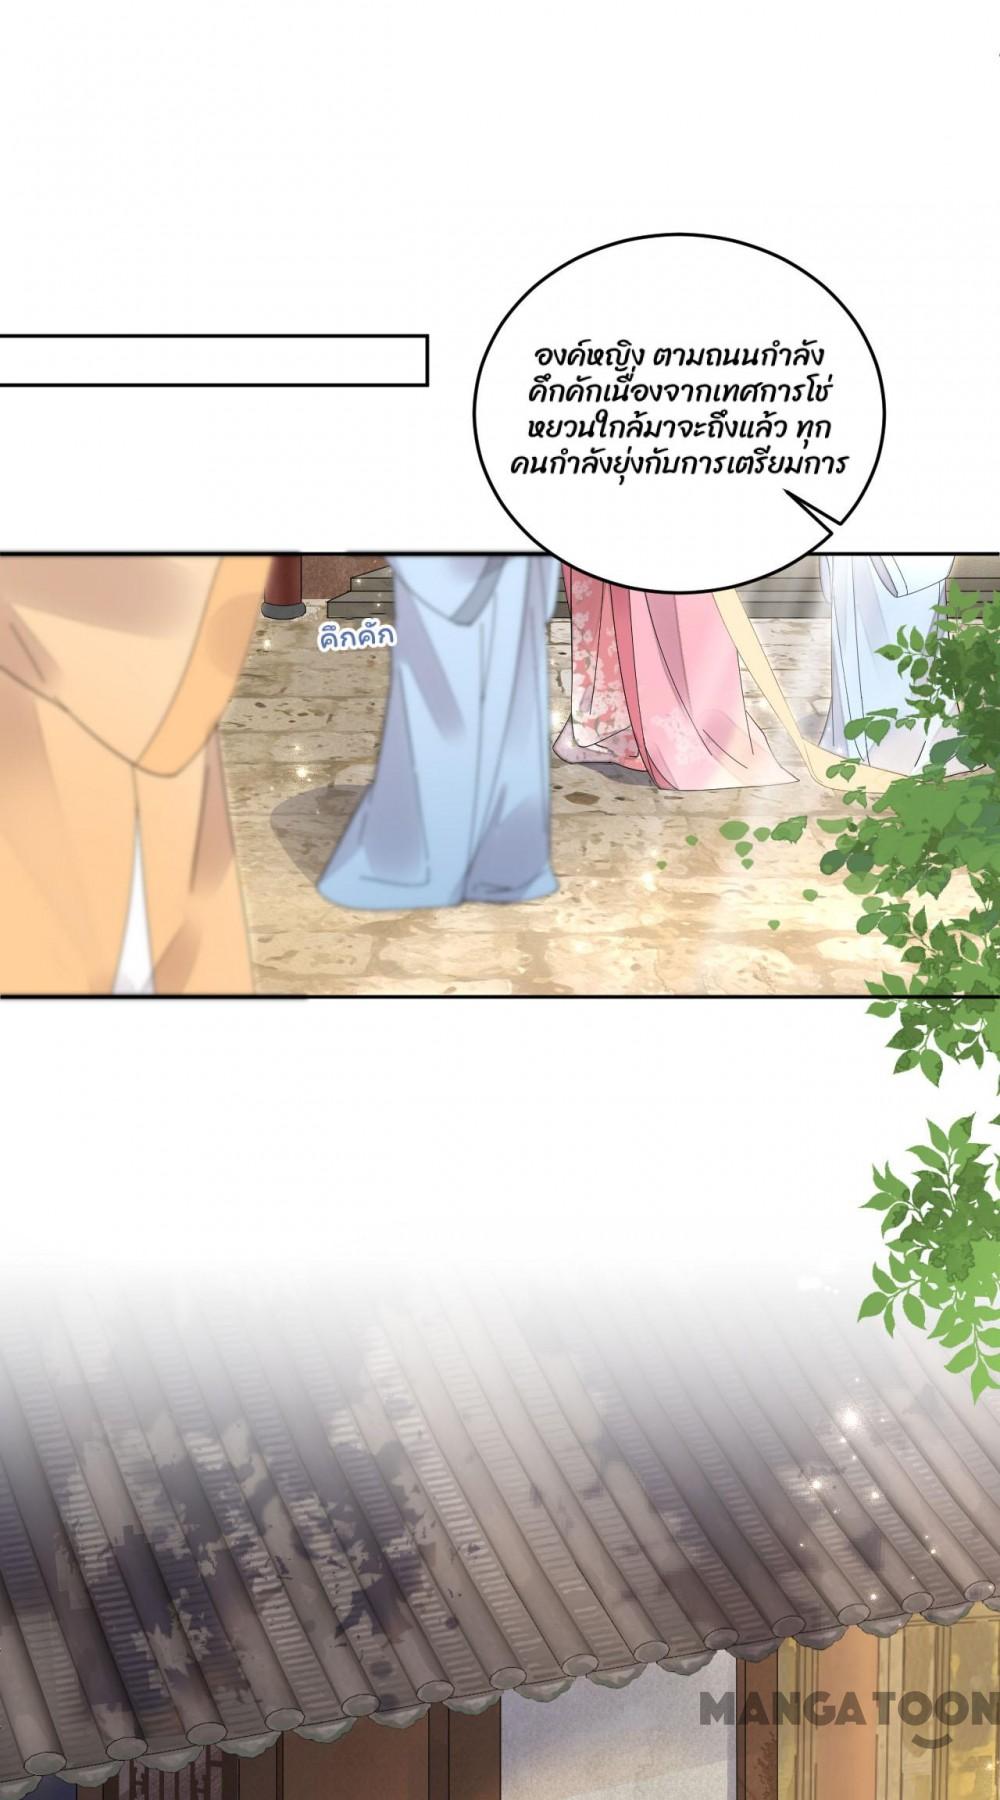 องค์หญิง ตามถนนกำลัง
คึกคักเนื่องจากเทศการโช่
หยวนใกล้มาจะถึงแล้ว ทุก
คนกำลังยุ่งกับการเตรียมการ
คึกคัก
MANGATOON